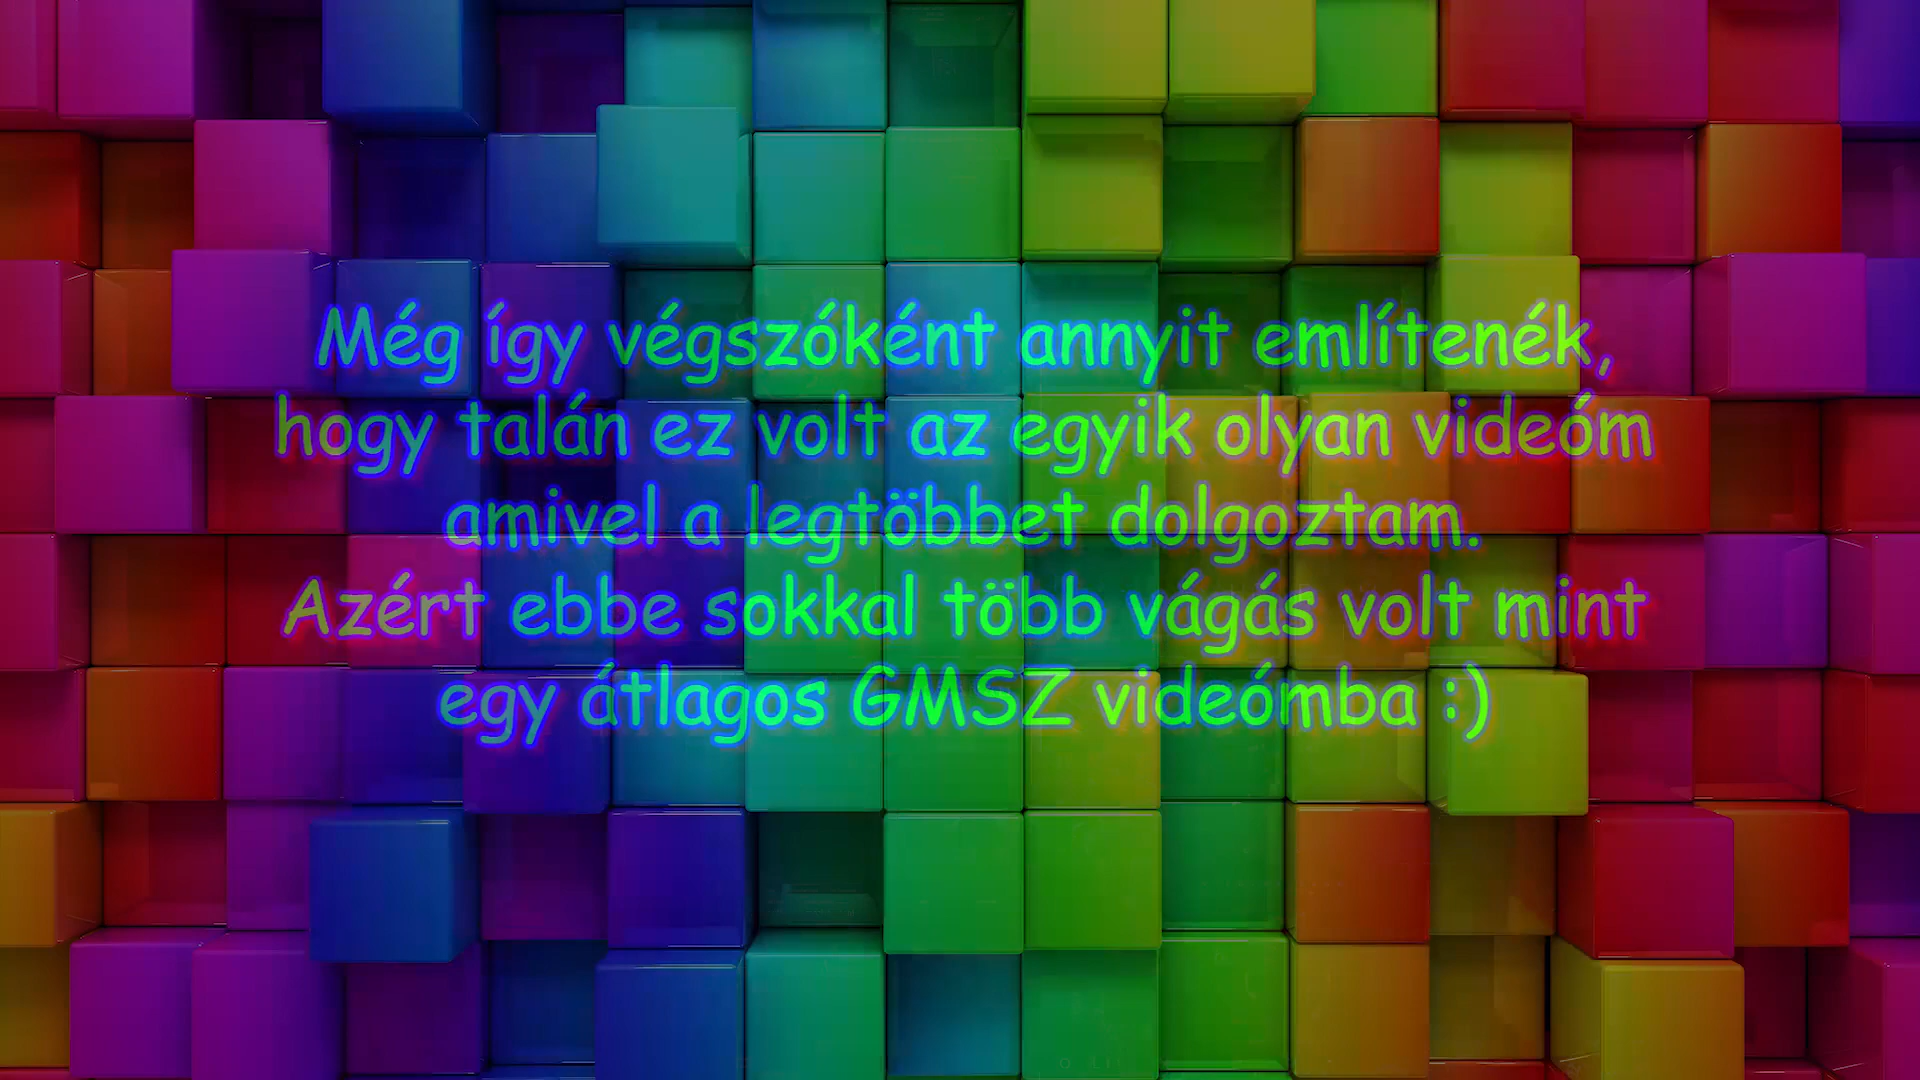 Még így végszóként annyit említenék,
hogy talán ez volt az egyik olyan videóm
amivel a legtöbbet dolgoztam.
Azért ebbe sokkal több vágás volt mint
egy átlagos GMSZ videómba :)